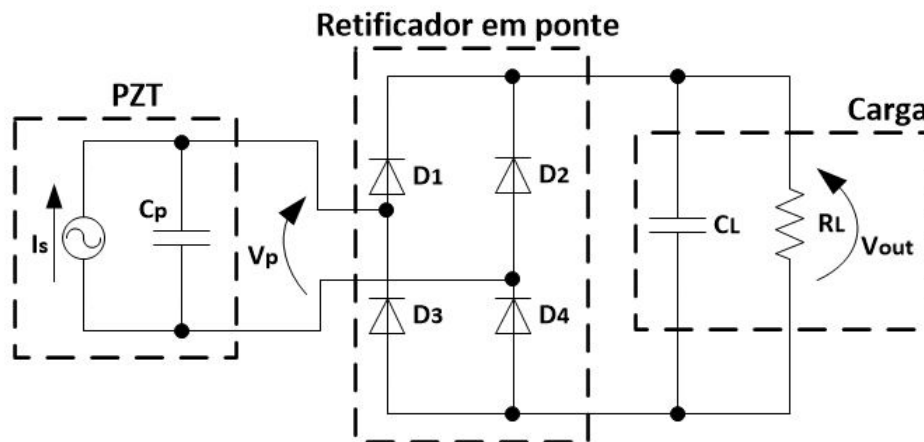 Retificador em ponte
PZT
Carga
D1
D2
Cp
Is
Vp
CL
RL
Vout
D3
D4